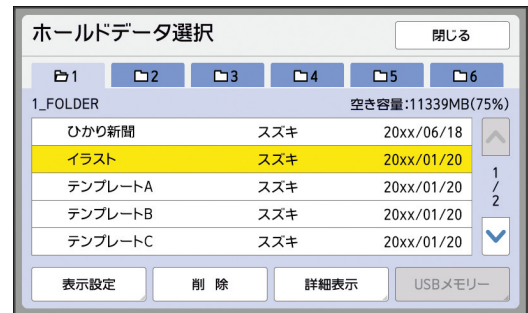 ホールドデータ選択 閉じる
1 2 3 4 5 6
1_FOLDER 空き容量:11339MB(75%)
ひかり新聞 スズキ 20xx/06/18
イラスト スズキ 20xx/01/20
テンプレートA スズキ 20xx/01/20
テンプレートB スズキ 20xx/01/20
テンプレートC スズキ 20xx/01/20
1/2
表示設定 削 除 詳細表示 USBメモリー